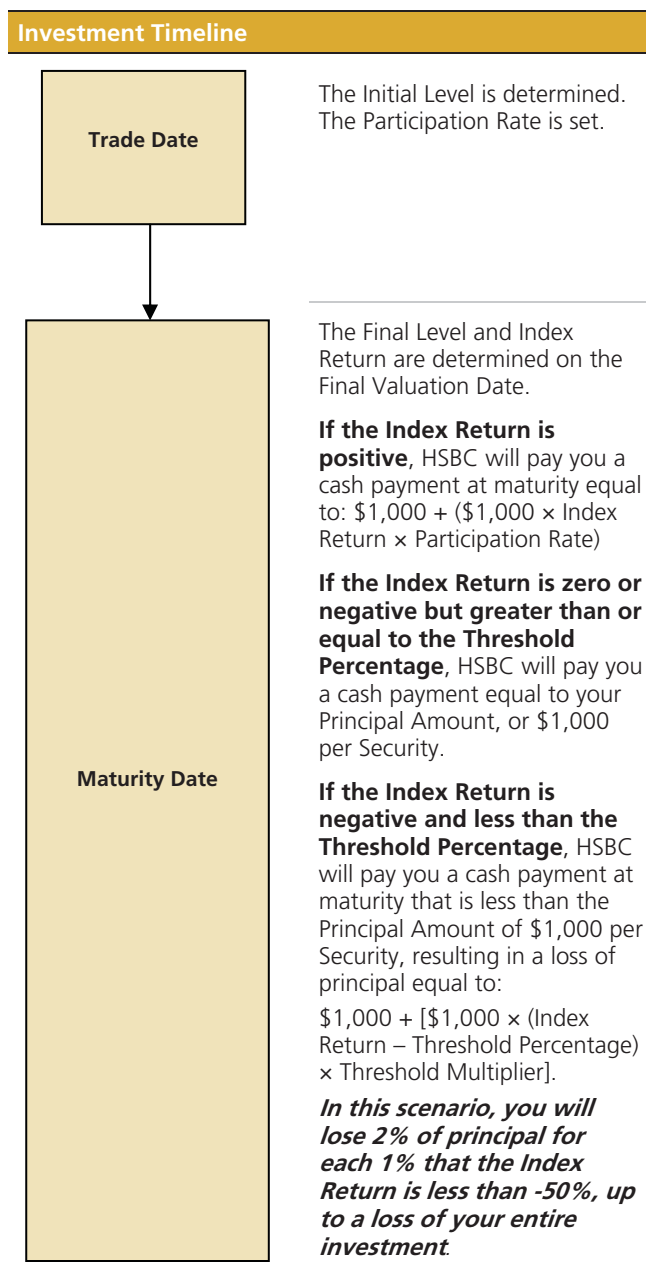 Investment Timeline
Trade Date
The Initial Level is determined.
The Participation Rate is set.
Maturity Date
The Final Level and Index
Return are determined on the
Final Valuation Date.
If the Index Return is
positive, HSBC will pay you a
cash payment at maturity equal
to: $1,000 + ($1,000 × Index
Return × Participation Rate)
If the Index Return is zero or
negative but greater than or
equal to the Threshold
Percentage, HSBC will pay you
a cash payment equal to your
Principal Amount, or $1,000
per Security.
If the Index Return is
negative and less than the
Threshold Percentage, HSBC
will pay you a cash payment at
maturity that is less than the
Principal Amount of $1,000 per
Security, resulting in a loss of
principal equal to:
$1,000 + [$1,000 × (Index
Return – Threshold Percentage)
× Threshold Multiplier].
In this scenario, you will
lose 2% of principal for
each 1% that the Index
Return is less than -50%, up
to a loss of your entire
investment.